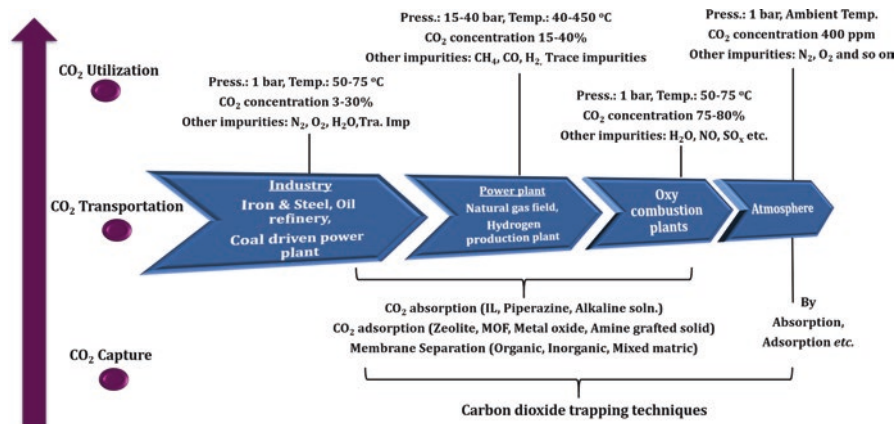 CO2 Utilization
CO2 Transportation
CO2 Capture
Press.: 1 bar, Temp.: 50-75 ºC
CO2 concentration 3-30%
Other impurities: N2, O2, H2O,Tra. Imp
Press.: 15-40 bar, Temp.: 40-450 ºC
CO2 concentration 15-40%
Other impurities: CH4, CO, H2, Trace impurities
Press.: 1 bar, Temp.: 50-75 ºC
CO2 concentration 75-80%
Other impurities: H2O, NO, SOx etc.
Press.: 1 bar, Ambient Temp.
CO2 concentration 400 ppm
Other impurities: N2, O2 and so on
Industry
Iron & Steel, Oil
refinery,
Coal driven power
plant
Power plant
Natural gas field,
Hydrogen
production plant
Oxy
combustion
plants
Atmosphere
CO2 absorption (IL, Piperazine, Alkaline soln.)
CO2 adsorption (Zeolite, MOF, Metal oxide, Amine grafted solid)
Membrane Separation (Organic, Inorganic, Mixed matric)
By
Absorption,
Adsorption etc.
Carbon dioxide trapping techniques